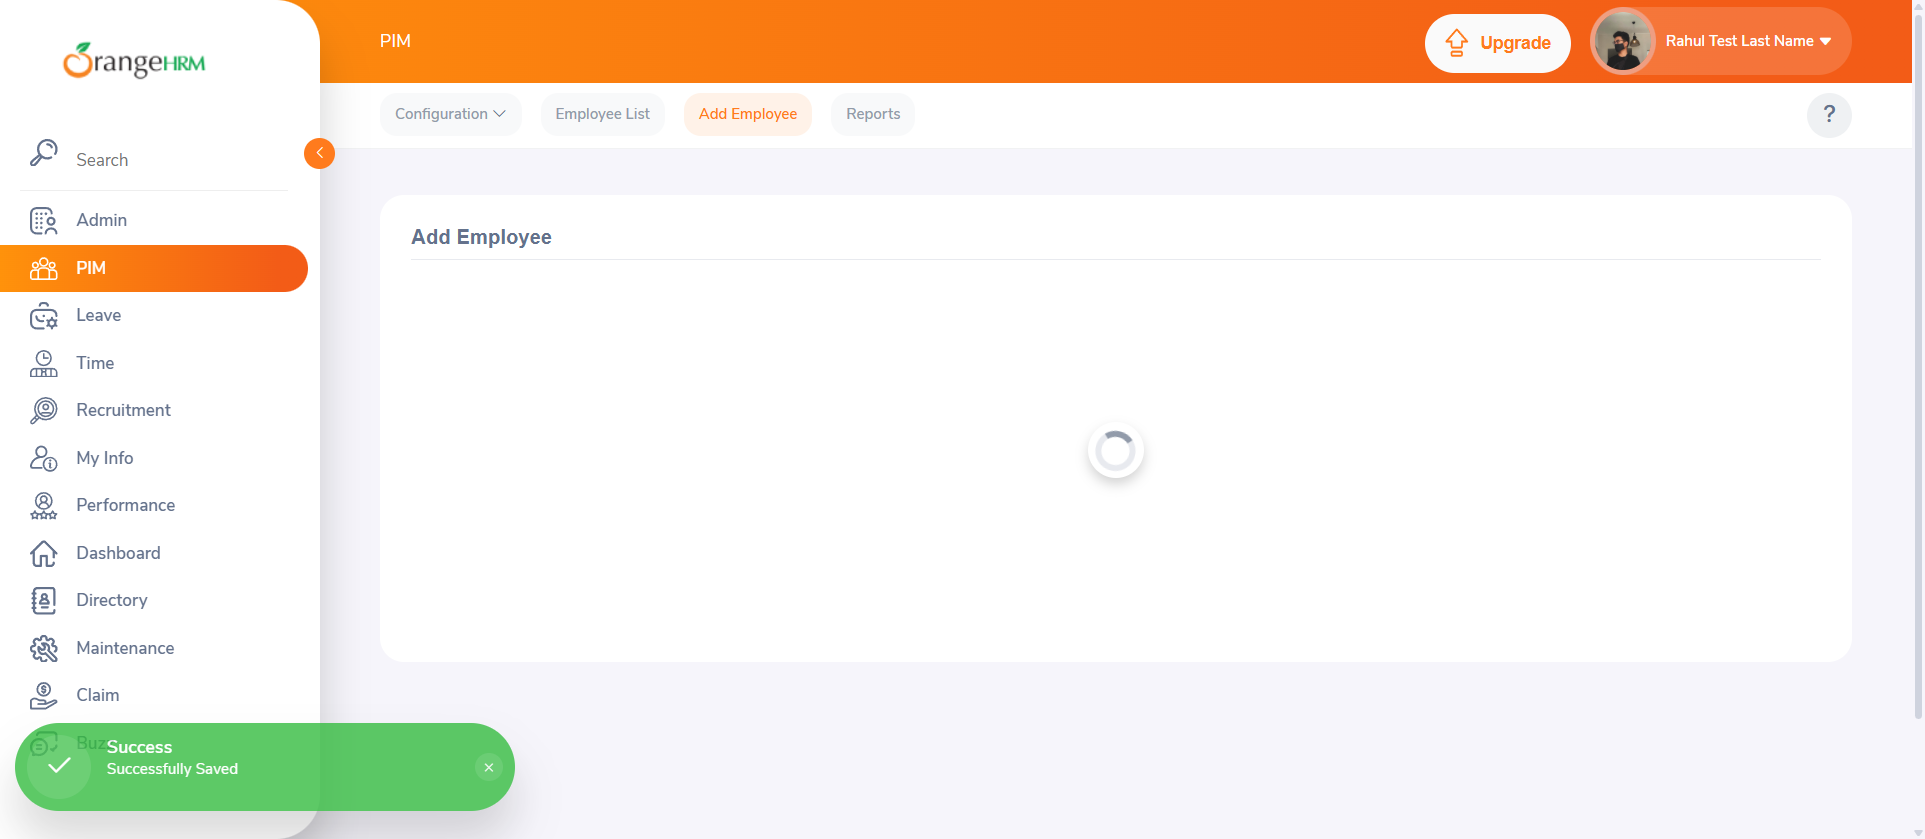 OrangeHRM
PIM
Upgrade
Rahul Test Last Name
Configuration
Employee List
Add Employee
Reports
?
Search
Admin
PIM
Leave
Time
Recruitment
My Info
Performance
Dashboard
Directory
Maintenance
Claim
Buz
Add Employee
Success
Successfully Saved